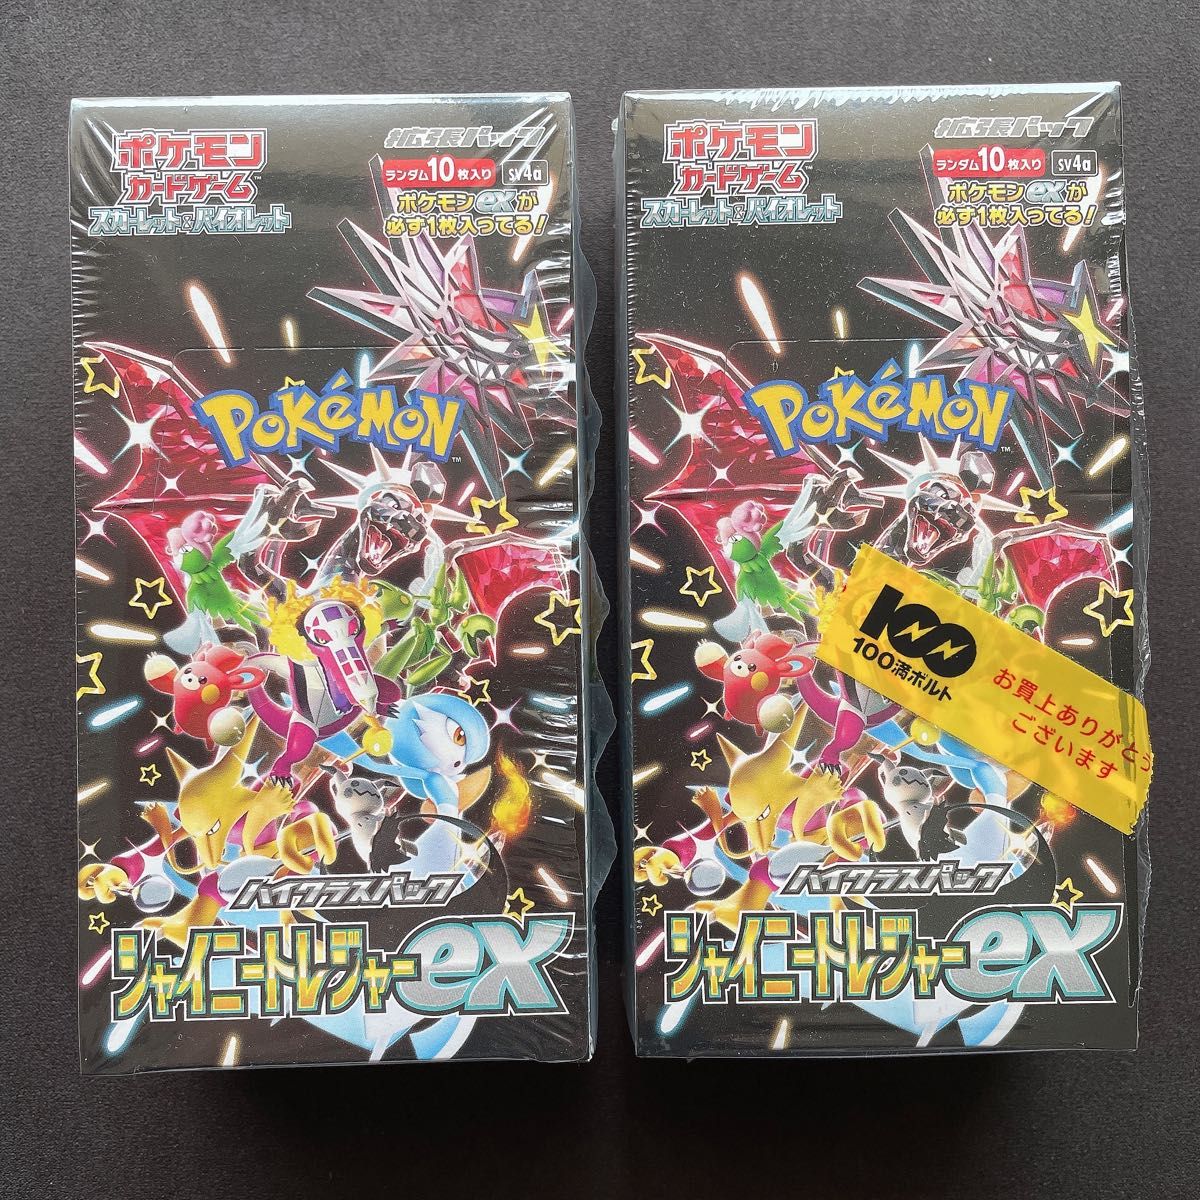 ポケモン
カードゲーム™
スカーレット&バイオレット
拡張パック
ランダム10枚入り
sv4a
ポケモンexが
必ず1枚入ってる!
Pokémon™
ハイクラスパック
シャイニートレジャーex
ポケモン
カードゲーム™
スカーレット&バイオレット
拡張パック
ランダム10枚入り
sv4a
ポケモンexが
必ず1枚入ってる!
Pokémon™
100
100満ボルト
お買上ありがとう
ございます
ハイクラスパック
シャイニートレジャーex